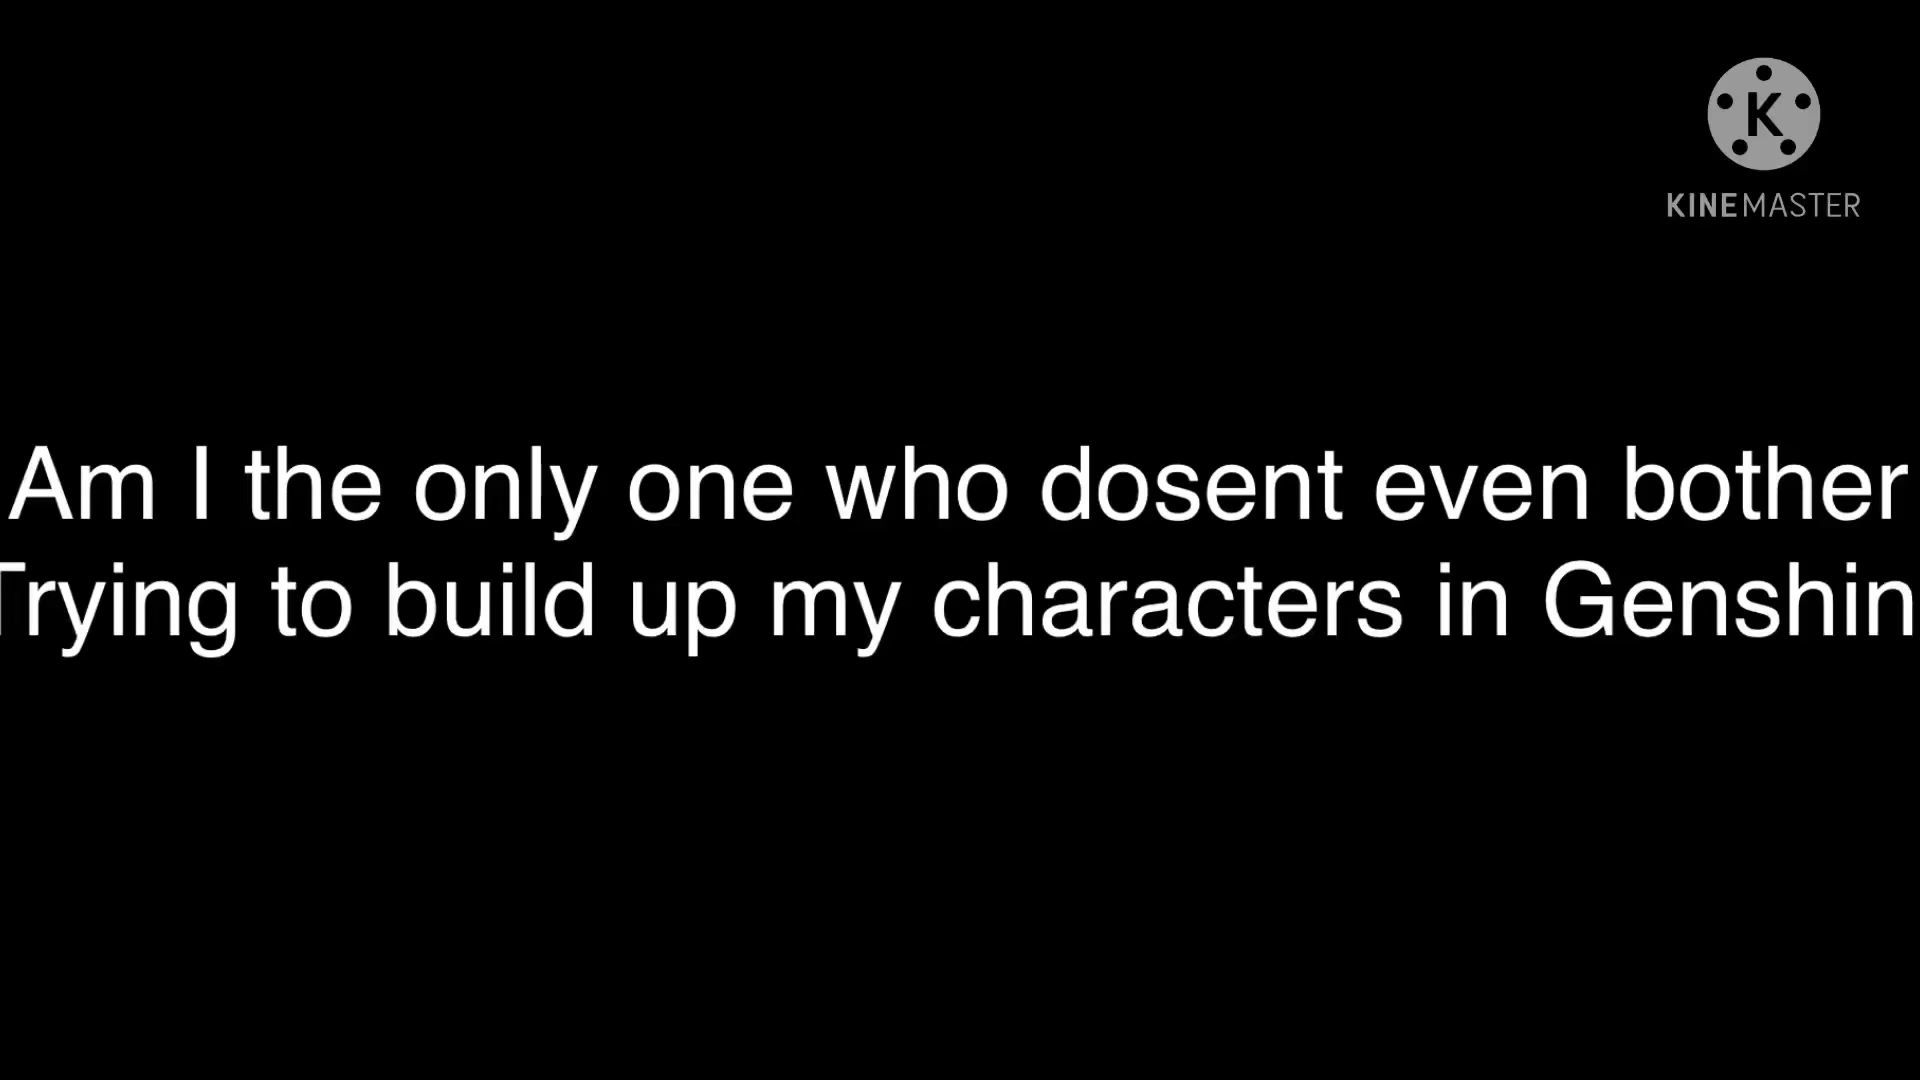 K
KINEMASTER
Am I the only one who dosent even bother
Trying to build up my characters in Genshin